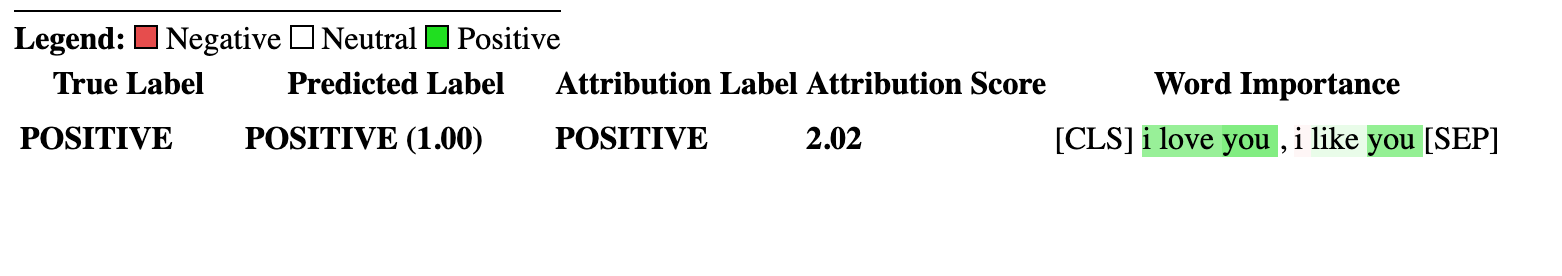 Legend: Negative Neutral Positive
True Label Predicted Label Attribution Label Attribution Score Word Importance
POSITIVE POSITIVE (1.00) POSITIVE 2.02 [CLS] i love you , i like you [SEP]